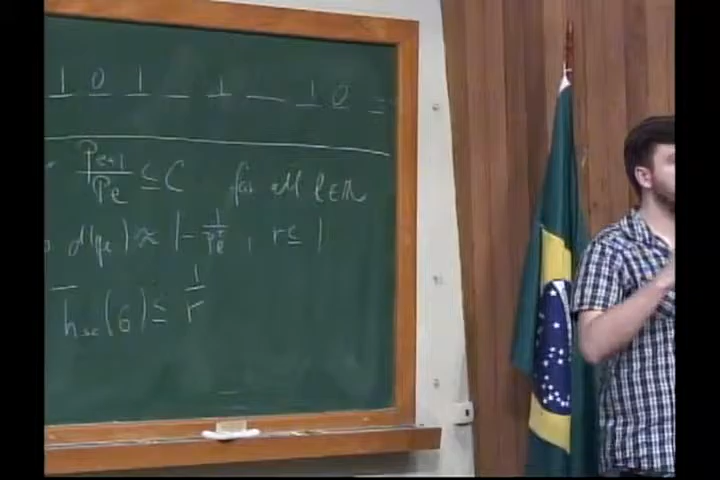 1 0 1 _ 1 _ 1 0 _
P_{ℓ+1}/P_ℓ ≤ C for all ℓ ∈ ℕ
d(p_ℓ) ≈ 1 - 1/P_ℓ^r , r ≤ 1
h_{sc}(G) ≤ 1/r